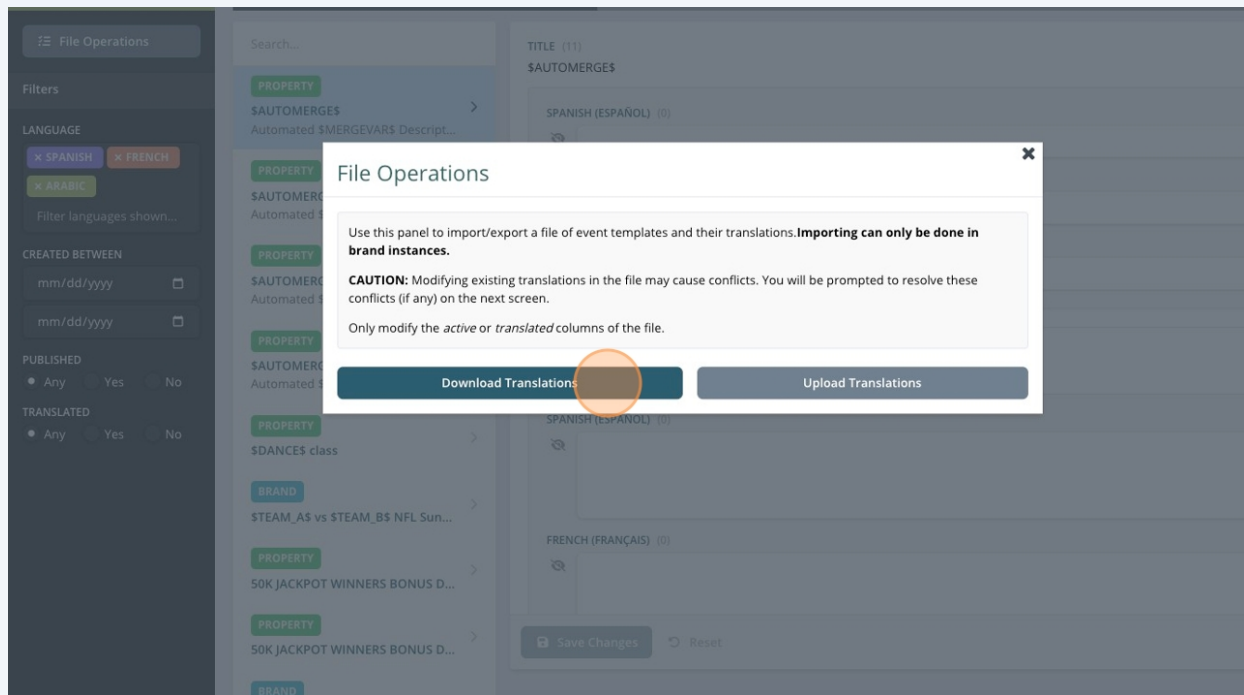 File Operations
Filters
LANGUAGE
× SPANISH × FRENCH
× ARABIC
Filter languages shown...
CREATED BETWEEN
mm/dd/yyyy
mm/dd/yyyy
PUBLISHED
Any Yes No
TRANSLATED
Any Yes No
Search...
PROPERTY
$AUTOMERGE$
Automated $MERGEVAR$ Descript...
PROPERTY
$AUTOMERG
Automated $
PROPERTY
$AUTOMERG
Automated $
PROPERTY
$AUTOMERG
Automated $
PROPERTY
$DANCE$ class
BRAND
$TEAM_A$ vs $TEAM_B$ NFL Sun...
PROPERTY
50K JACKPOT WINNERS BONUS D...
PROPERTY
50K JACKPOT WINNERS BONUS D...
BRAND
TITLE (11)
$AUTOMERGE$
SPANISH (ESPAÑOL) (0)
File Operations
Use this panel to import/export a file of event templates and their translations.Importing can only be done in
brand instances.
CAUTION: Modifying existing translations in the file may cause conflicts. You will be prompted to resolve these
conflicts (if any) on the next screen.
Only modify the active or translated columns of the file.
Download Translations
Upload Translations
SPANISH (ESPAÑOL) (0)
FRENCH (FRANÇAIS) (0)
Save Changes Reset